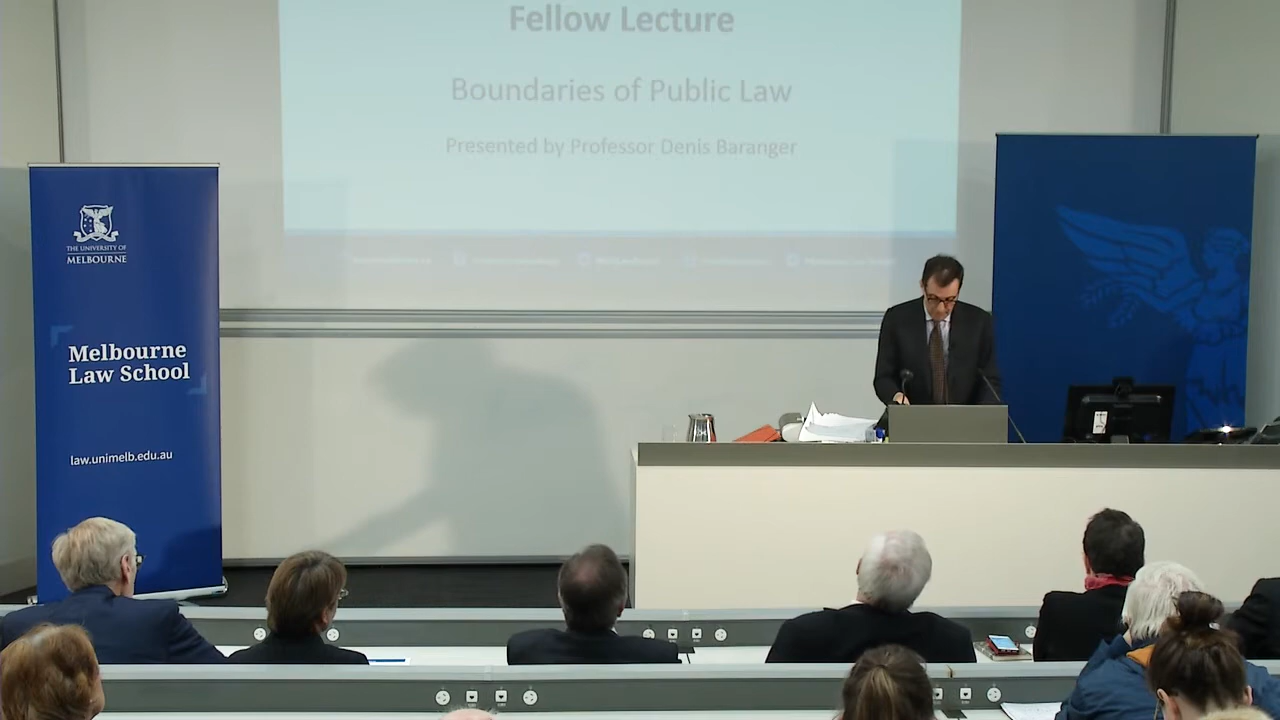 Fellow Lecture
Boundaries of Public Law
Presented by Professor Denis Baranger
THE UNIVERSITY OF
MELBOURNE
Melbourne
Law School
law.unimelb.edu.au